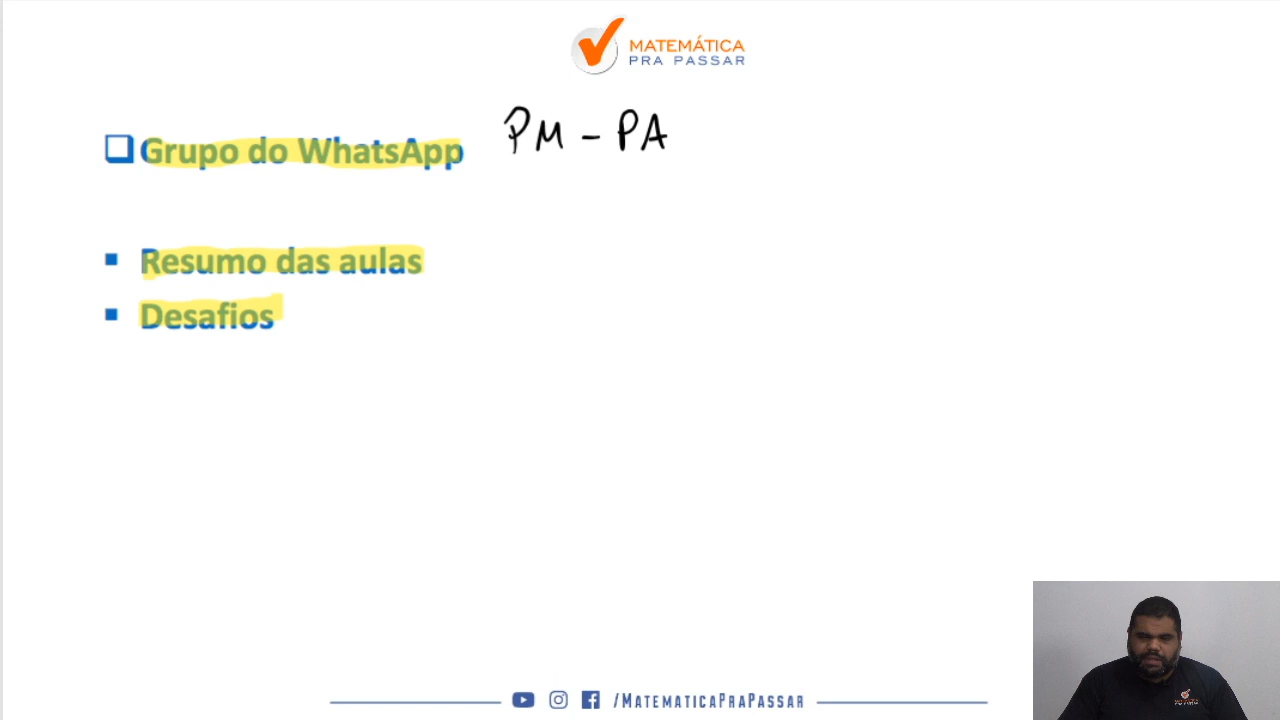 MATEMÁTICA
PRA PASSAR
Grupo do WhatsApp PM - PA
Resumo das aulas
Desafios
/MatematicaPraPassar